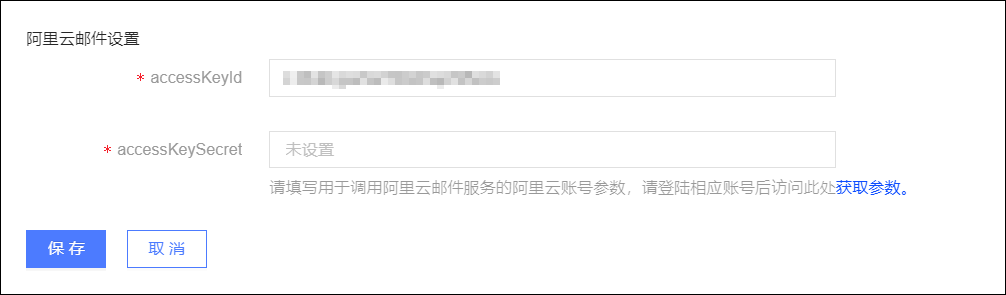 阿里云邮件设置
* accessKeyId
* accessKeySecret 未设置
请填写用于调用阿里云邮件服务的阿里云账号参数，请登陆相应账号后访问此处获取参数。
保存 取消